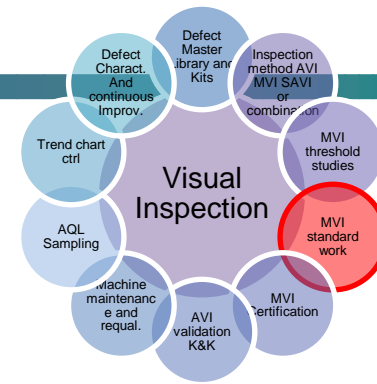 Visual
Inspection
Defect
Master
Library and
Kits
Inspection
method AVI
MVI SAVI
or
combination
MVI
threshold
studies
MVI
standard
work
MVI
Certification
AVI
validation
K&K
Machine
maintenanc
e and
requal.
AQL
Sampling
Trend chart
ctrl
Defect
Charact.
And
continuous
Improv.